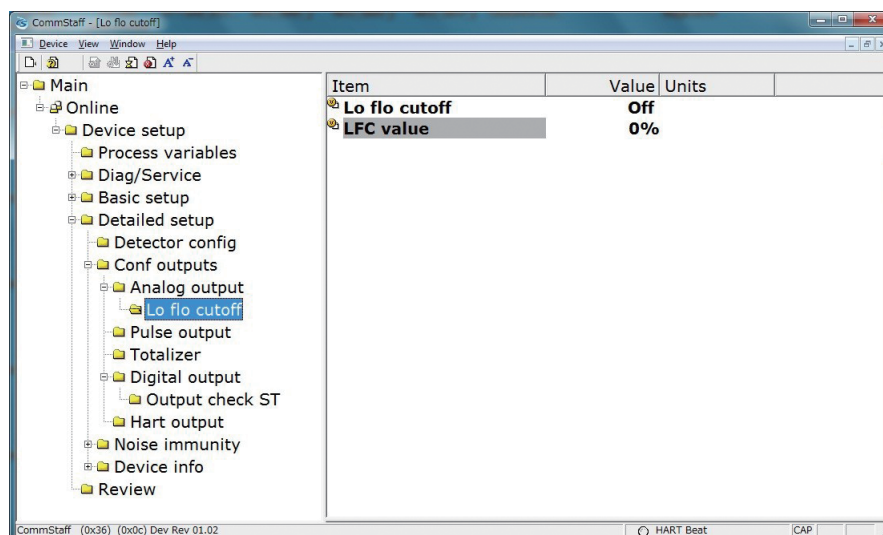 CommStaff - [Lo flo cutoff]
Device View Window Help
Main
Online
Device setup
Process variables
Diag/Service
Basic setup
Detailed setup
Detector config
Conf outputs
Analog output
Lo flo cutoff
Pulse output
Totalizer
Digital output
Output check ST
Hart output
Noise immunity
Device info
Review
Item Value Units
Lo flo cutoff Off
LFC value 0%
CommStaff (0x36) (0x0c) Dev Rev 01.02 HART Beat CAP